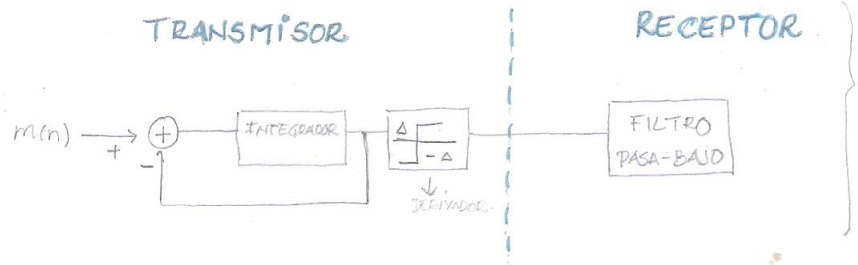 TRANSMISOR
RECEPTOR
m(n)
+
+
-
INTEGRADOR
Δ
-Δ
DERIVADOR.
FILTRO
PASA-BAJO